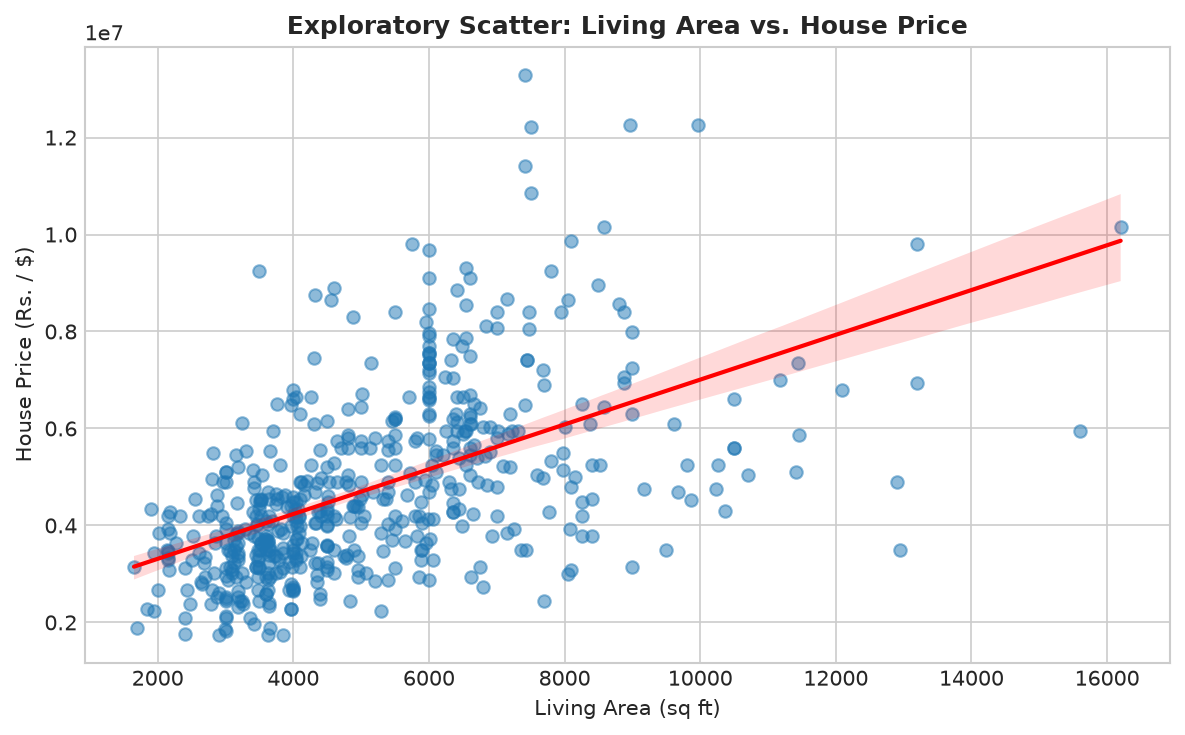 Exploratory Scatter: Living Area vs. House Price
1e7
1.2
1.0
0.8
0.6
0.4
0.2
House Price (Rs. / $)
2000 4000 6000 8000 10000 12000 14000 16000
Living Area (sq ft)